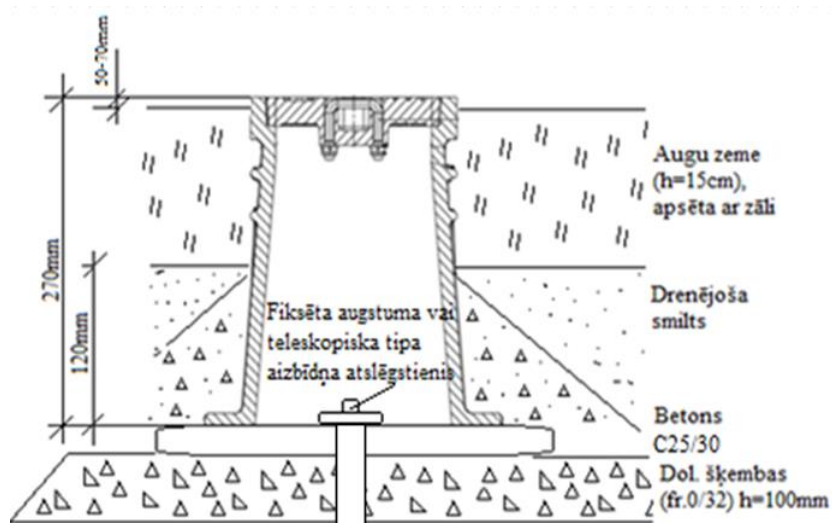 50-70mm
270mm
120mm
Augu zeme
(h=15cm),
apsēta ar zāli
Drenējoša
smilts
Fiksēta augstuma vai
teleskopiska tipa
aizbīdņa atslēgstienis
Betons
C25/30
Dol. šķembas
(fr.0/32) h=100mm